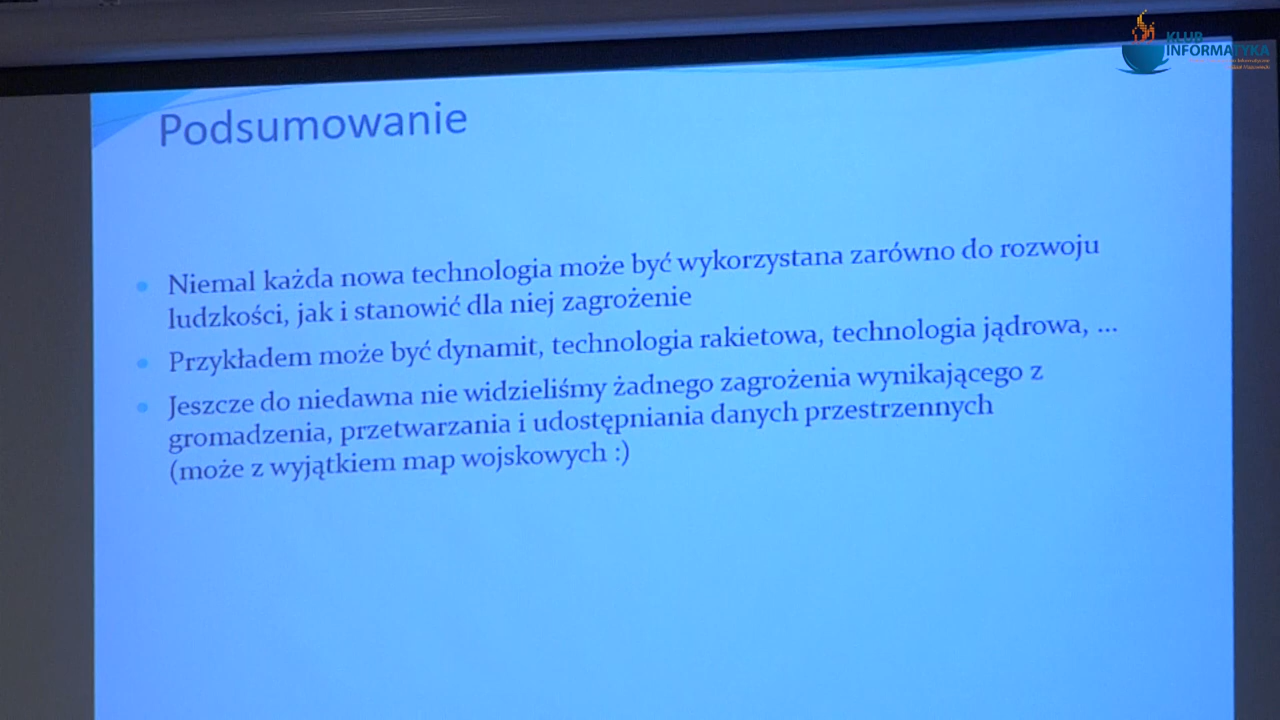 KLUB
INFORMATYKA
Podsumowanie
Niemal każda nowa technologia może być wykorzystana zarówno do rozwoju
ludzkości, jak i stanowić dla niej zagrożenie
Przykładem może być dynamit, technologia rakietowa, technologia jądrowa, ...
Jeszcze do niedawna nie widzieliśmy żadnego zagrożenia wynikającego z
gromadzenia, przetwarzania i udostępniania danych przestrzennych
(może z wyjątkiem map wojskowych :)